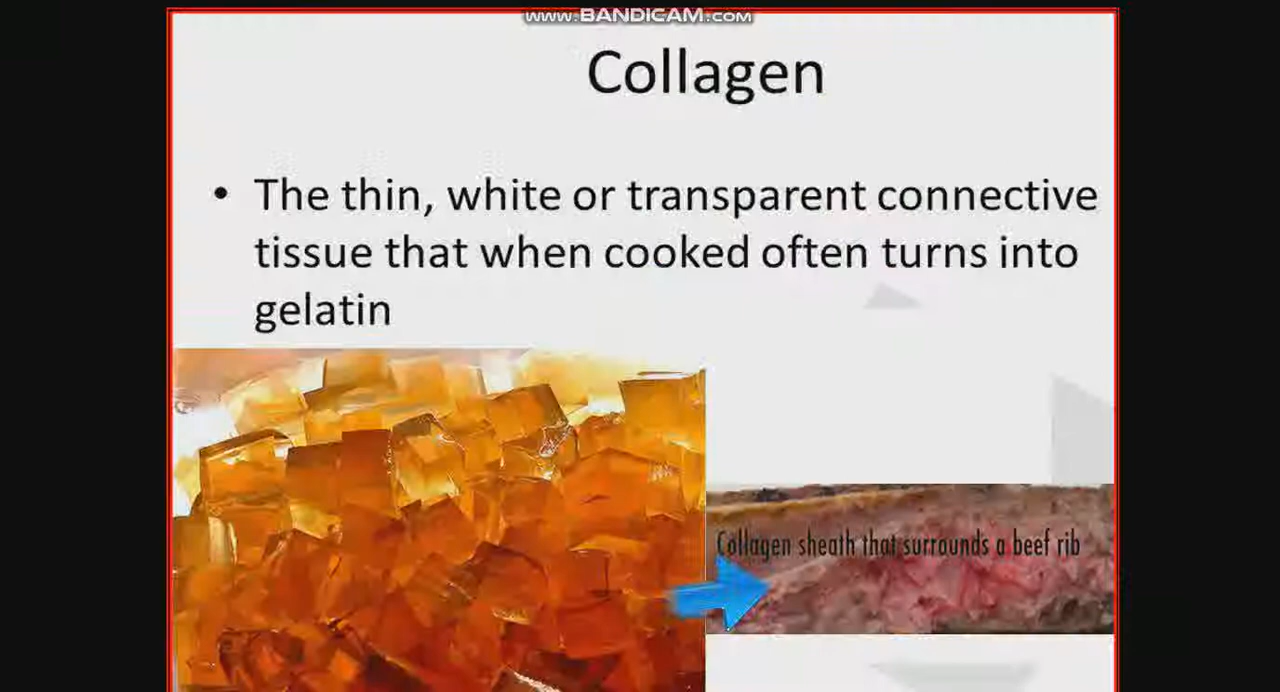 www.BANDICAM.com
Collagen
• The thin, white or transparent connective
tissue that when cooked often turns into
gelatin
Collagen sheath that surrounds a beef rib